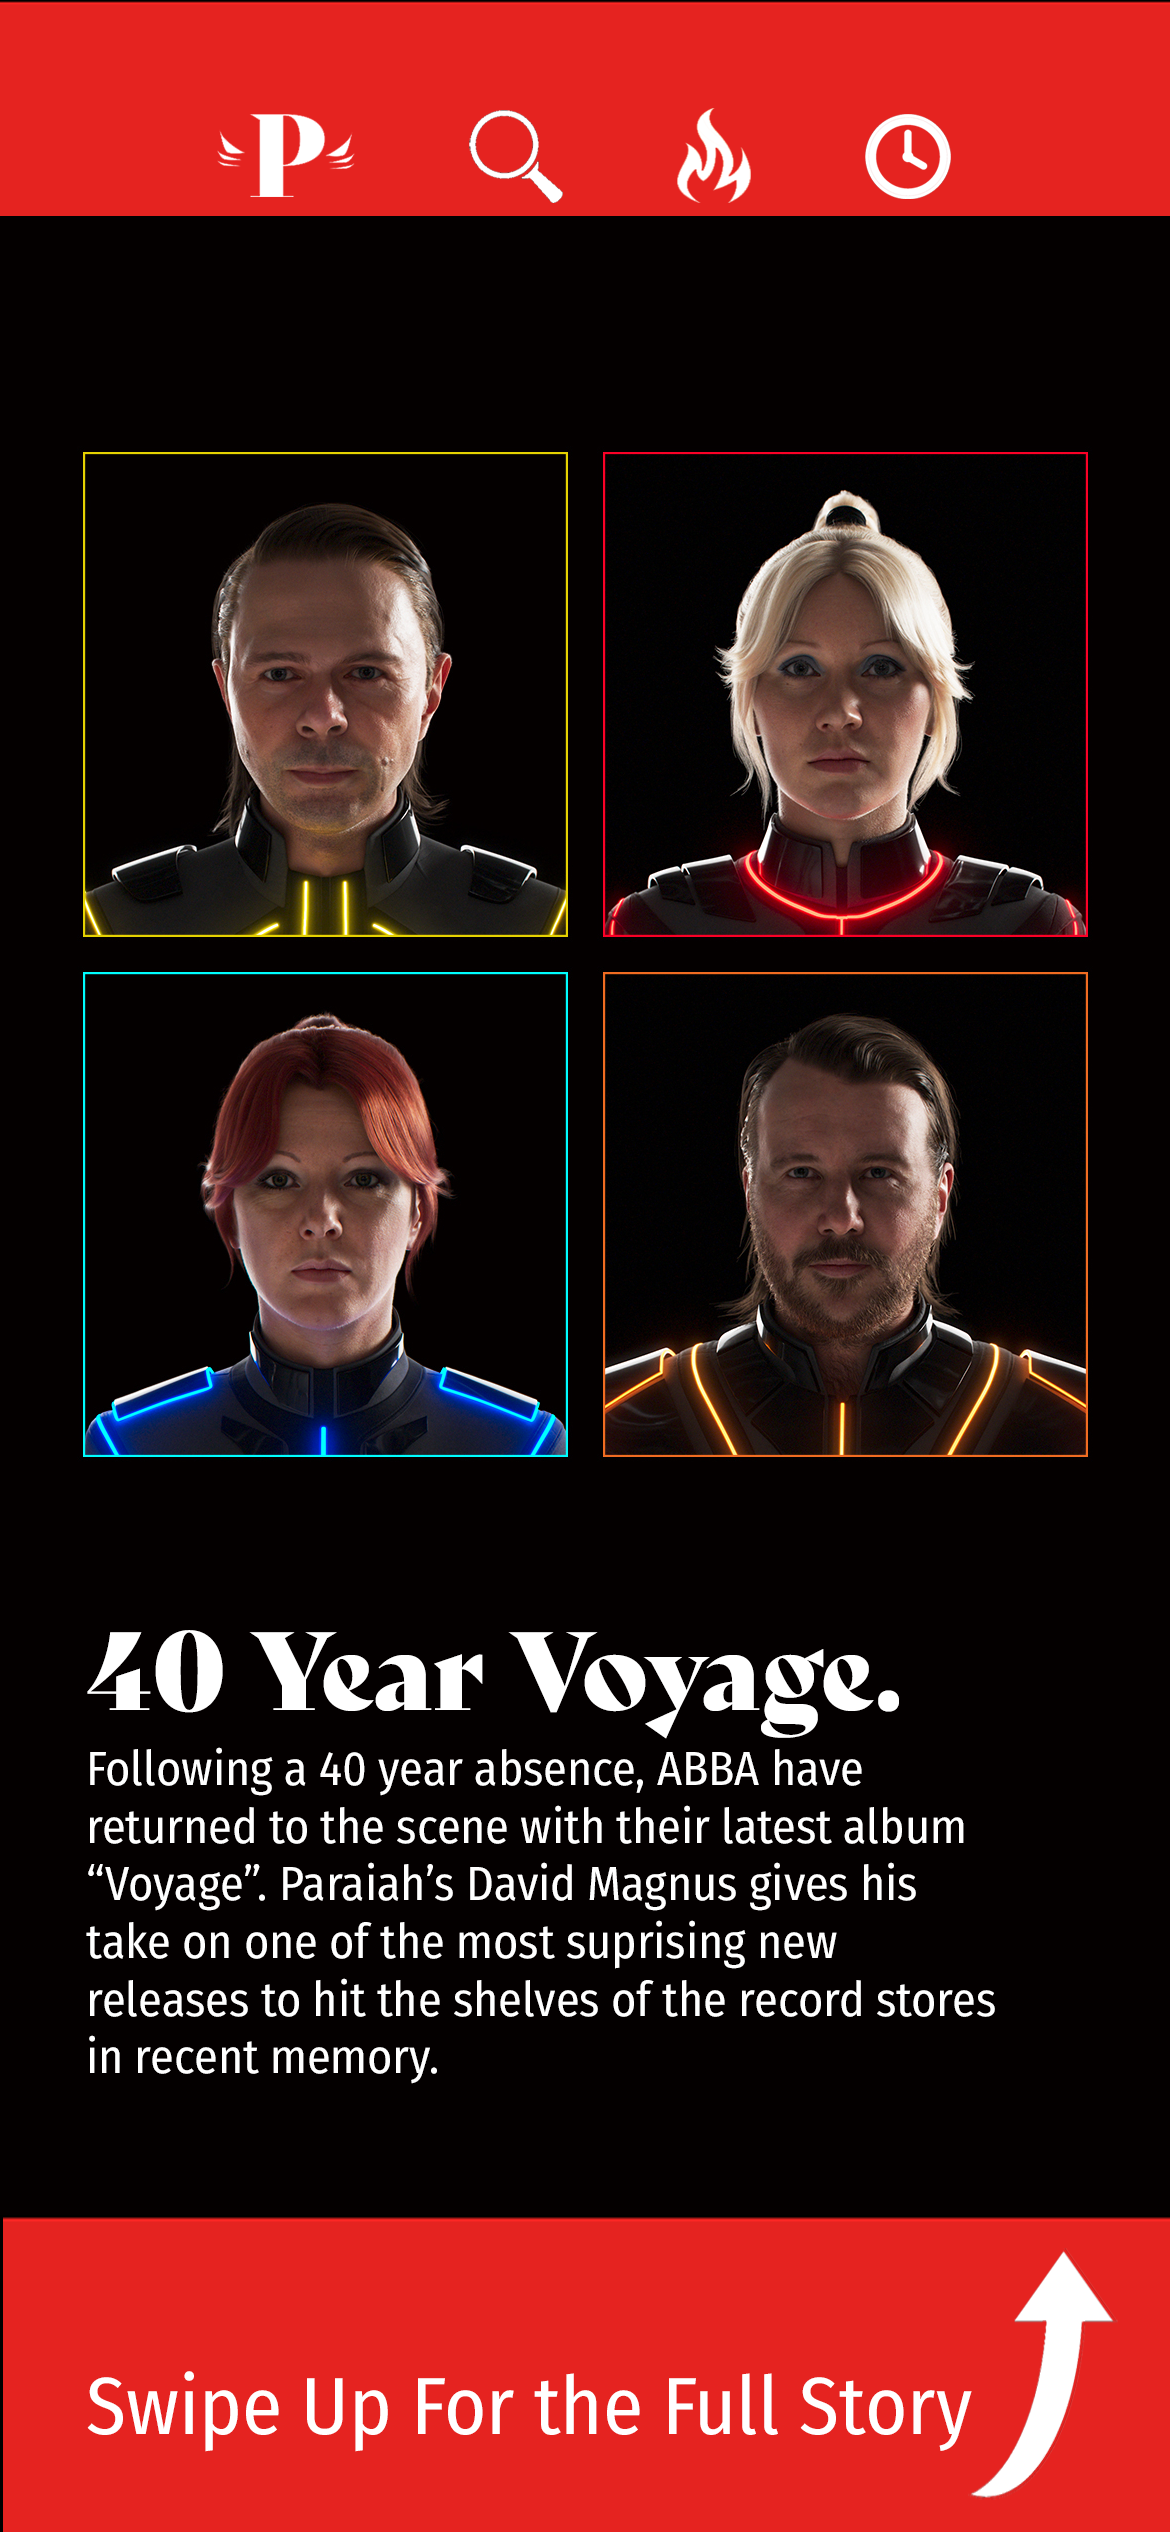 P
40 Year Voyage.
Following a 40 year absence, ABBA have
returned to the scene with their latest album
“Voyage”. Paraiah’s David Magnus gives his
take on one of the most suprising new
releases to hit the shelves of the record stores
in recent memory.
Swipe Up For the Full Story